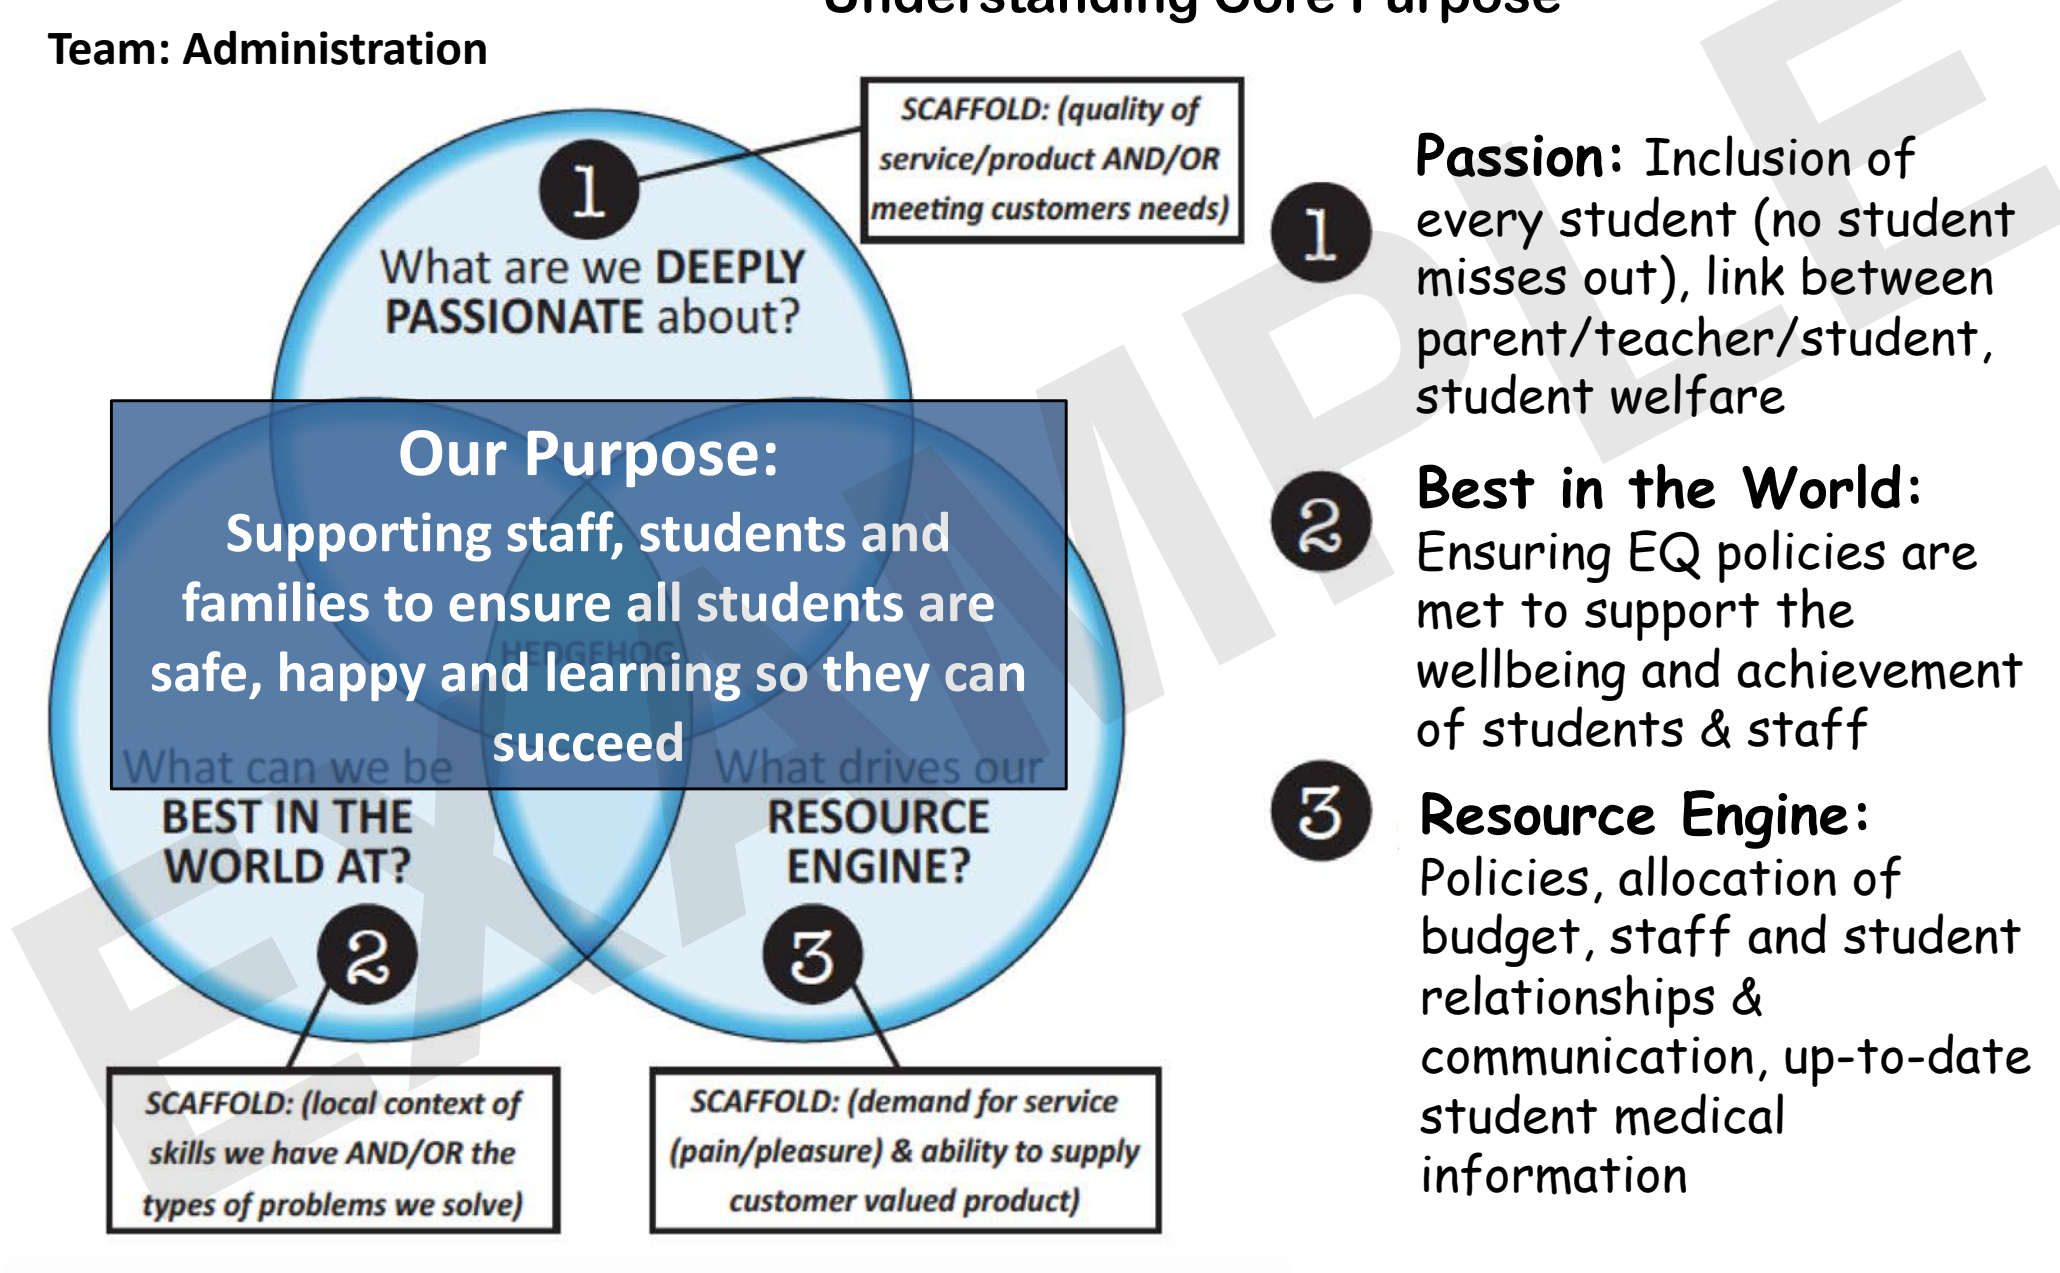 Understanding Core Purpose
Team: Administration
SCAFFOLD: (quality of
service/product AND/OR
meeting customers needs)
1
What are we DEEPLY
PASSIONATE about?
Our Purpose:
Supporting staff, students and
families to ensure all students are
HEDGEHOG
safe, happy and learning so they can
succeed
What can we be
BEST IN THE
WORLD AT?
2
What drives our
RESOURCE
ENGINE?
3
SCAFFOLD: (local context of
skills we have AND/OR the
types of problems we solve)
SCAFFOLD: (demand for service
(pain/pleasure) & ability to supply
customer valued product)
1
Passion: Inclusion of
every student (no student
misses out), link between
parent/teacher/student,
student welfare
2
Best in the World:
Ensuring EQ policies are
met to support the
wellbeing and achievement
of students & staff
3
Resource Engine:
Policies, allocation of
budget, staff and student
relationships &
communication, up-to-date
student medical
information
EXAMPLE